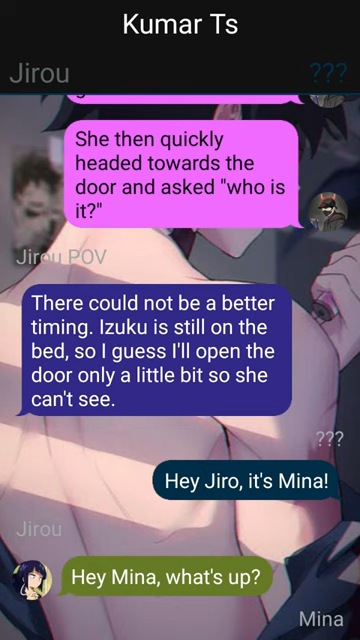 Kumar Ts
Jirou
???
She then quickly
headed towards the
door and asked "who is
it?"
Jirou POV
There could not be a better
timing. Izuku is still on the
bed, so I guess I'll open the
door only a little bit so she
can't see.
???
Hey Jiro, it's Mina!
Jirou
Hey Mina, what's up?
Mina